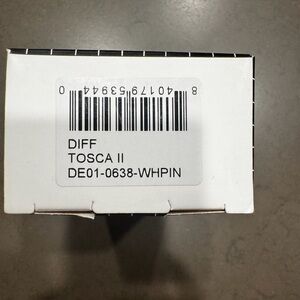 8 40179 53944 0
DIFF
TOSCA II
DE01-0638-WHPIN